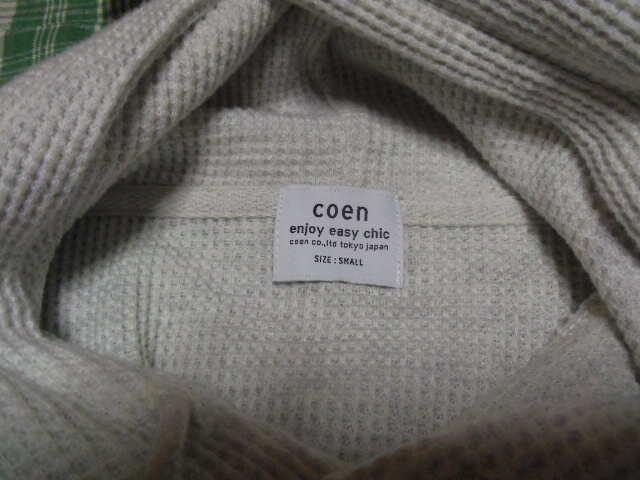 coen
enjoy easy chic
coen co.,ltd tokyo japan
SIZE : SMALL